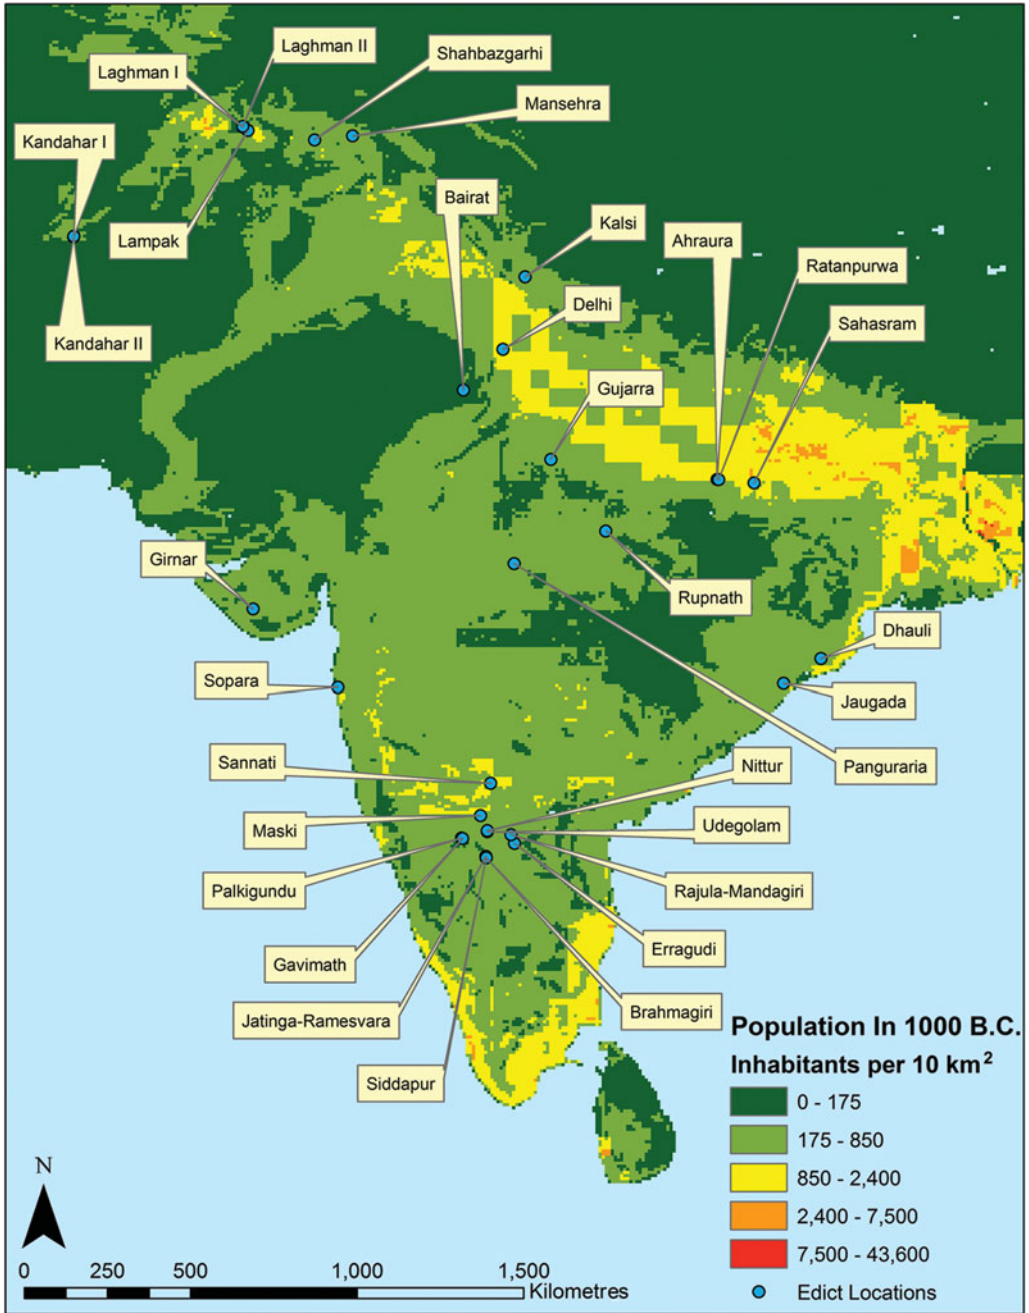 Laghman II
Shahbazgarhi
Laghman I
Mansehra
Kandahar I
Bairat
Kalsi
Ahraura
Lampak
Ratanpurwa
Delhi
Sahasram
Kandahar II
Gujarra
Girnar
Rupnath
Dhauli
Sopara
Jaugada
Sannati
Nittur
Panguraria
Maski
Udegolam
Palkigundu
Rajula-Mandagiri
Erragudi
Gavimath
Brahmagiri
Jatinga-Ramesvara
Siddapur
Population In 1000 B.C.
Inhabitants per 10 km²
0 - 175
175 - 850
850 - 2,400
2,400 - 7,500
7,500 - 43,600
Edict Locations
N
0 250 500 1,000 1,500
Kilometres